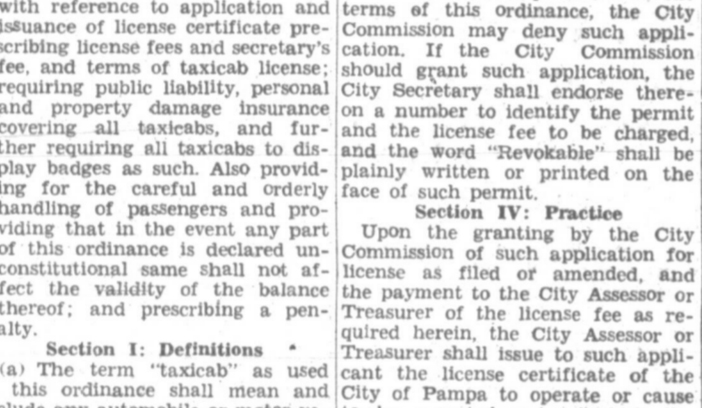 with reference to application and
issuance of license certificate pre-
scribing license fees and secretary's
fee, and terms of taxicab license;
requiring public liability, personal
and property damage insurance
covering all taxicabs, and fur-
ther requiring all taxicabs to dis-
play badges as such. Also provid-
ing for the careful and orderly
handling of passengers and pro-
viding that in the event any part
of this ordinance is declared un-
constitutional same shall not af-
fect the validity of the balance
thereof; and prescribing a pen-
alty.
Section I: Definitions
(a) The term "taxicab" as used
this ordinance shall mean and
terms of this ordinance, the City
Commission may deny such appli-
cation. If the City Commission
should grant such application, the
City Secretary shall endorse there-
on a number to identify the permit
and the license fee to be charged,
and the word "Revokable" shall be
plainly written or printed on the
face of such permit.
Section IV: Practice
Upon the granting by the City
Commission of such application for
license as filed or amended, and
the payment to the City Assessor or
Treasurer of the license fee as re-
quired herein, the City Assessor or
Treasurer shall issue to such appli-
cant the license certificate of the
City of Pampa to operate or cause